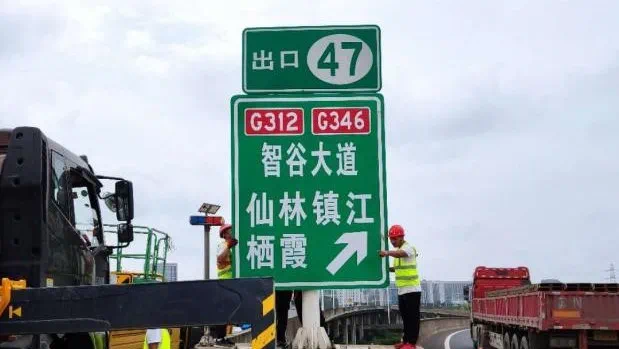 出口 47
G312 G346
智谷大道
仙林镇江
栖霞